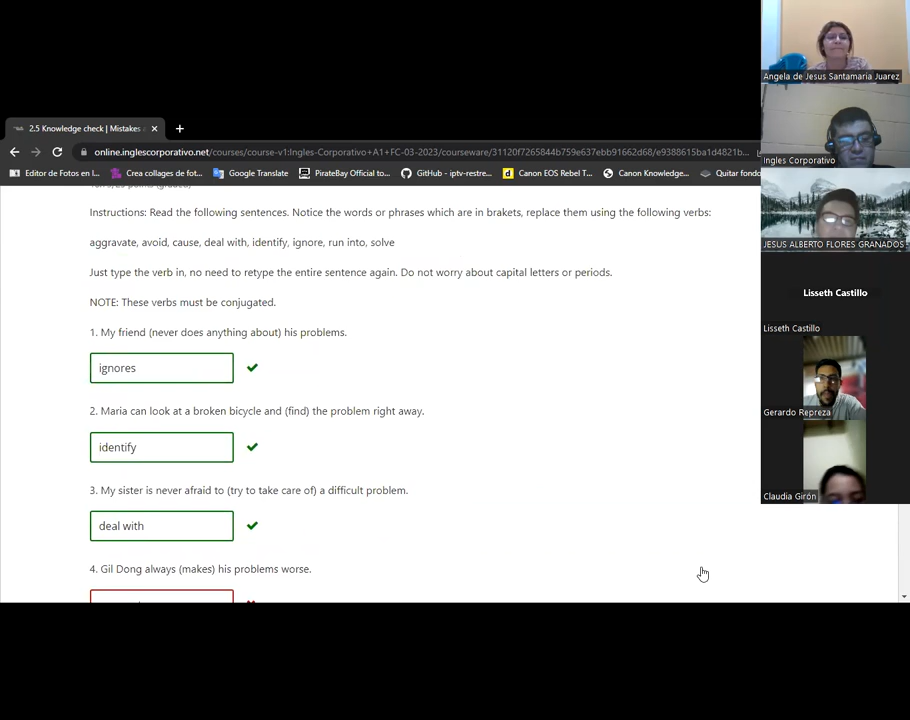 2.5 Knowledge check | Mistakes
online.inglescorporativo.net/courses/course-v1:Ingles-Corporativo+A1+FC-03-2023/courseware/31120f7265844b759e637ebb91662d68/e9388615ba1d4821b...
Editor de Fotos en l...
Crea collages de fot...
Google Translate
PirateBay Official to...
GitHub - iptv-restre...
Canon EOS Rebel T...
Canon Knowledge...
Quitar fondo
Instructions: Read the following sentences. Notice the words or phrases which are in brakets, replace them using the following verbs:
aggravate, avoid, cause, deal with, identify, ignore, run into, solve
Just type the verb in, no need to retype the entire sentence again. Do not worry about capital letters or periods.
NOTE: These verbs must be conjugated.
1. My friend (never does anything about) his problems.
ignores
2. Maria can look at a broken bicycle and (find) the problem right away.
identify
3. My sister is never afraid to (try to take care of) a difficult problem.
deal with
4. Gil Dong always (makes) his problems worse.
Angela de Jesus Santamaria Juarez
Ingles Corporativo
JESUS ALBERTO FLORES GRANADOS
Lisseth Castillo
Lisseth Castillo
Gerardo Repreza
Claudia Girón